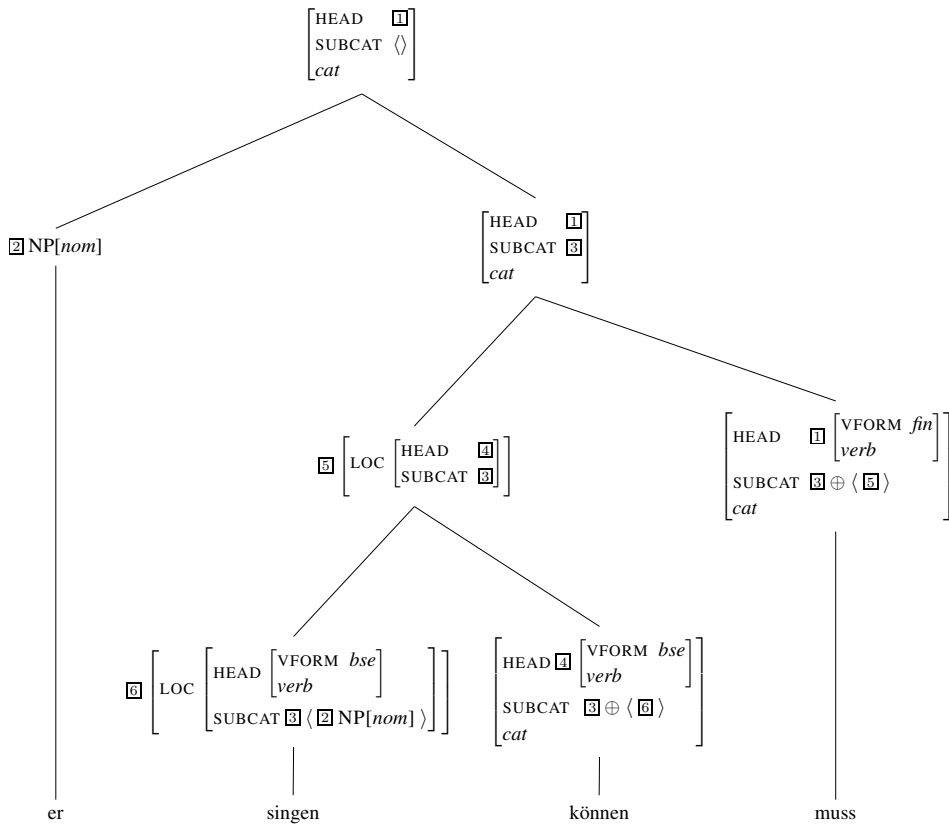 HEAD 1
SUBCAT ⟨⟩
cat
2 NP[nom]
HEAD 1
SUBCAT 3
cat
5 LOC HEAD 4
SUBCAT 3
HEAD 1 VFORM fin
verb
SUBCAT 3 ⊕ ⟨ 5 ⟩
cat
6 LOC HEAD VFORM bse
verb
SUBCAT 3 ⟨ 2 NP[nom] ⟩
HEAD 4 VFORM bse
verb
SUBCAT 3 ⊕ ⟨ 6 ⟩
cat
er singen können muss